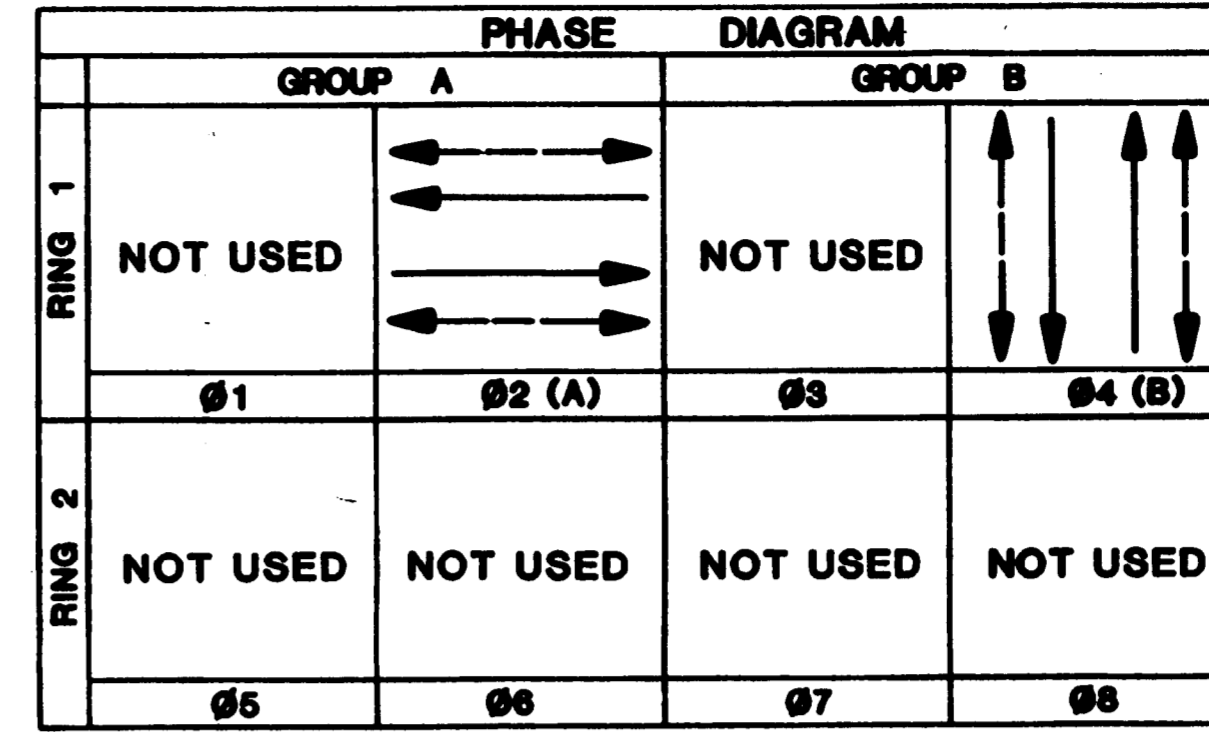 PHASE DIAGRAM
GROUP A GROUP B
RING 1
NOT USED NOT USED
Ø1 Ø2 (A) Ø3 Ø4 (B)
RING 2
NOT USED NOT USED NOT USED NOT USED
Ø5 Ø6 Ø7 Ø8